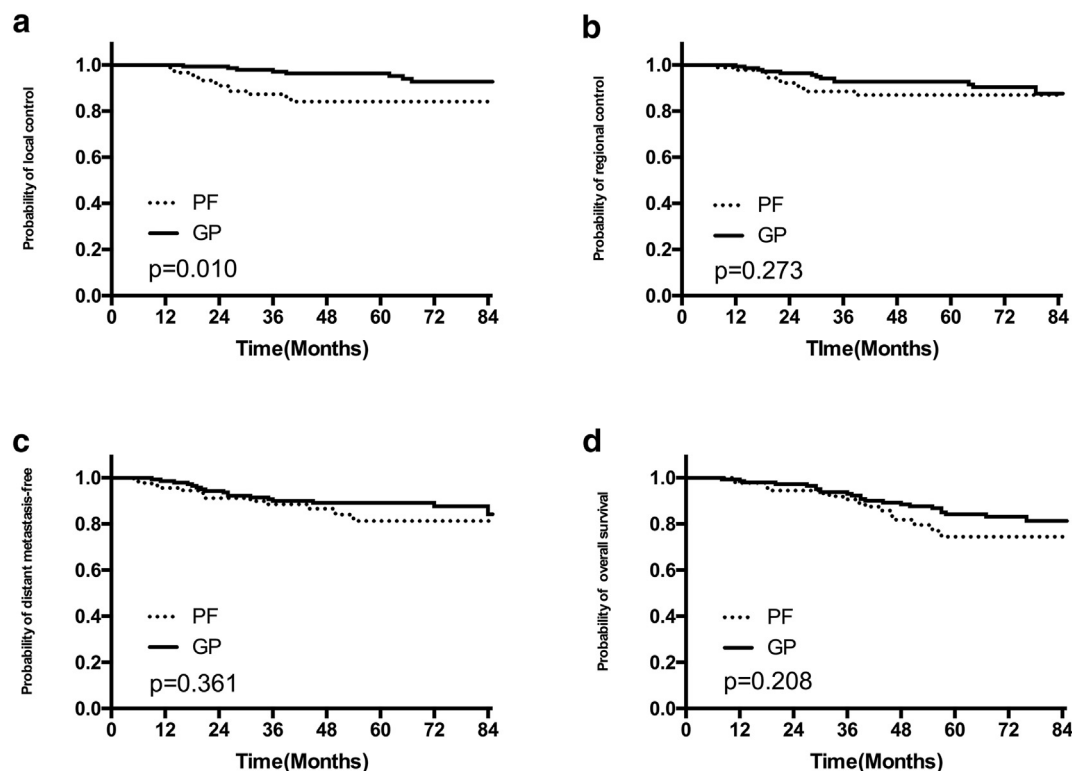 a
Probability of local control
1.0
0.8
0.6
0.4
0.2
0.0
PF
GP
p=0.010
0 12 24 36 48 60 72 84
Time(Months)
b
Probability of regional control
1.0
0.8
0.6
0.4
0.2
0.0
PF
GP
p=0.273
0 12 24 36 48 60 72 84
TIme(Months)
c
Probability of distant metastasis-free
1.0
0.8
0.6
0.4
0.2
0.0
PF
GP
p=0.361
0 12 24 36 48 60 72 84
Time(Months)
d
Probability of overall survival
1.0
0.8
0.6
0.4
0.2
0.0
PF
GP
p=0.208
0 12 24 36 48 60 72 84
Time(Months)